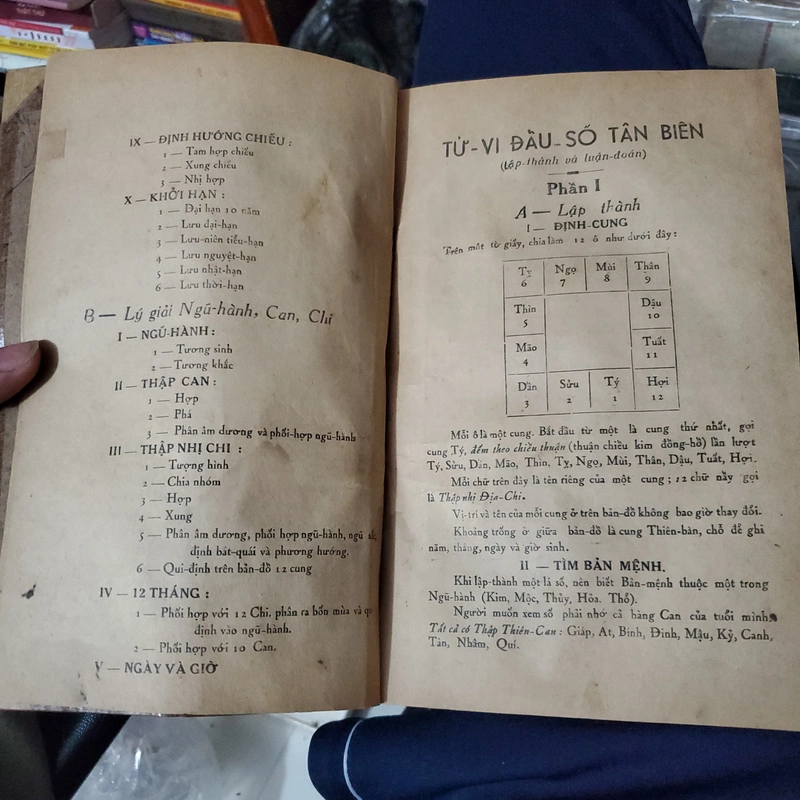 IX — ĐỊNH HƯỚNG CHIẾU :
1 — Tam hợp chiếu
2 — Xung chiếu
3 — Nhị hợp
X — KHỞI HẠN :
1 — Đại hạn 10 năm
2 — Lưu đại-hạn
3 — Lưu-niên tiểu-hạn
4 — Lưu nguyệt-hạn
5 — Lưu nhật-hạn
6 — Lưu thời-hạn
B — Lý giải Ngũ-hành, Can, Chi
I — NGŨ-HÀNH :
1 — Tương sinh
2 — Tương khắc
II — THẬP CAN :
1 — Hợp
2 — Phá
3 — Phân âm dương và phối-hợp ngũ-hành
III — THẬP NHỊ CHI :
1 — Tượng hình
2 — Chia nhóm
3 — Hợp
4 — Xung
5 — Phân âm dương, phối hợp ngũ-hành, ngũ
định bát-quái và phương hướng.
6 — Qui-định trên bản-đồ 12 cung
IV — 12 THÁNG :
1 — Phối hợp với 12 Chi, phân ra bốn mùa và
định vào ngũ-hành.
2 — Phối hợp với 10 Can.
V — NGÀY VÀ GIỜ
TỬ-VI ĐẦU-SỐ TÂN BIÊN
(Lập-thành và luận-đoán)
Phần I
A — Lập thành
I — ĐỊNH-CUNG
Trên một tờ giấy, chia làm 12 ô như dưới đây :
Tỵ Ngọ Mùi Thân
6 7 8 9
Thìn Dậu
5 10
Mão Tuất
4 11
Dần Sửu Tý Hợi
3 2 1 12
Mỗi ô là một cung. Bắt đầu từ một là cung thứ nhất, gọi
cung Tý, đếm theo chiều thuận (thuận chiều kim đồng-hồ) lần lượt
Tý, Sửu, Dần, Mão, Thìn, Tỵ, Ngọ, Mùi, Thân, Dậu, Tuất, Hợi.
Mỗi chữ trên đây là tên riêng của một cung ; 12 chữ này gọi
là Thập nhị Địa-Chi.
Vị-trí và tên của mỗi cung ở trên bản-đồ không bao giờ thay đổi.
Khoảng trống ở giữa bản-đồ là cung Thiên-bàn, chỗ để ghi
năm, tháng, ngày và giờ sinh.
II — TÌM BẢN MỆNH.
Khi lập-thành một lá số, nên biết Bản-mệnh thuộc một trong
Ngũ-hành (Kim, Mộc, Thủy, Hỏa. Thổ).
Người muốn xem số phải nhớ cả hàng Can của tuổi mình.
Tất cả có Thập Thiên-Can : Giáp, Ất, Bính, Đinh, Mậu, Kỷ, Canh,
Tân, Nhâm, Quí.